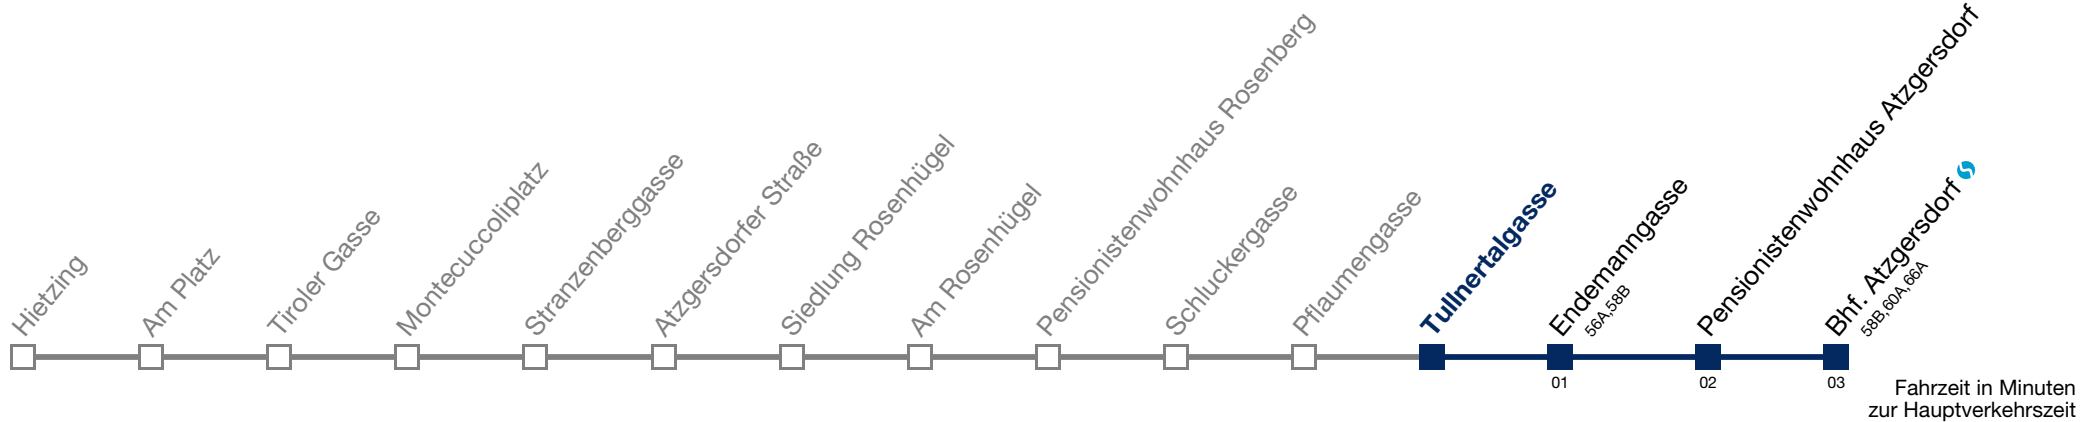 Hietzing
Am Platz
Tiroler Gasse
Montecuccoliplatz
Stranzenberggasse
Atzgersdorfer Straße
Siedlung Rosenhügel
Am Rosenhügel
Pensionistenwohnhaus Rosenberg
Schluckergasse
Pflaumengasse
Tullnertalgasse
Endemanngasse
56A,58B
Pensionistenwohnhaus Atzgersdorf
Bhf. Atzgersdorf
58B,60A,66A
01
02
03
Fahrzeit in Minuten
zur Hauptverkehrszeit